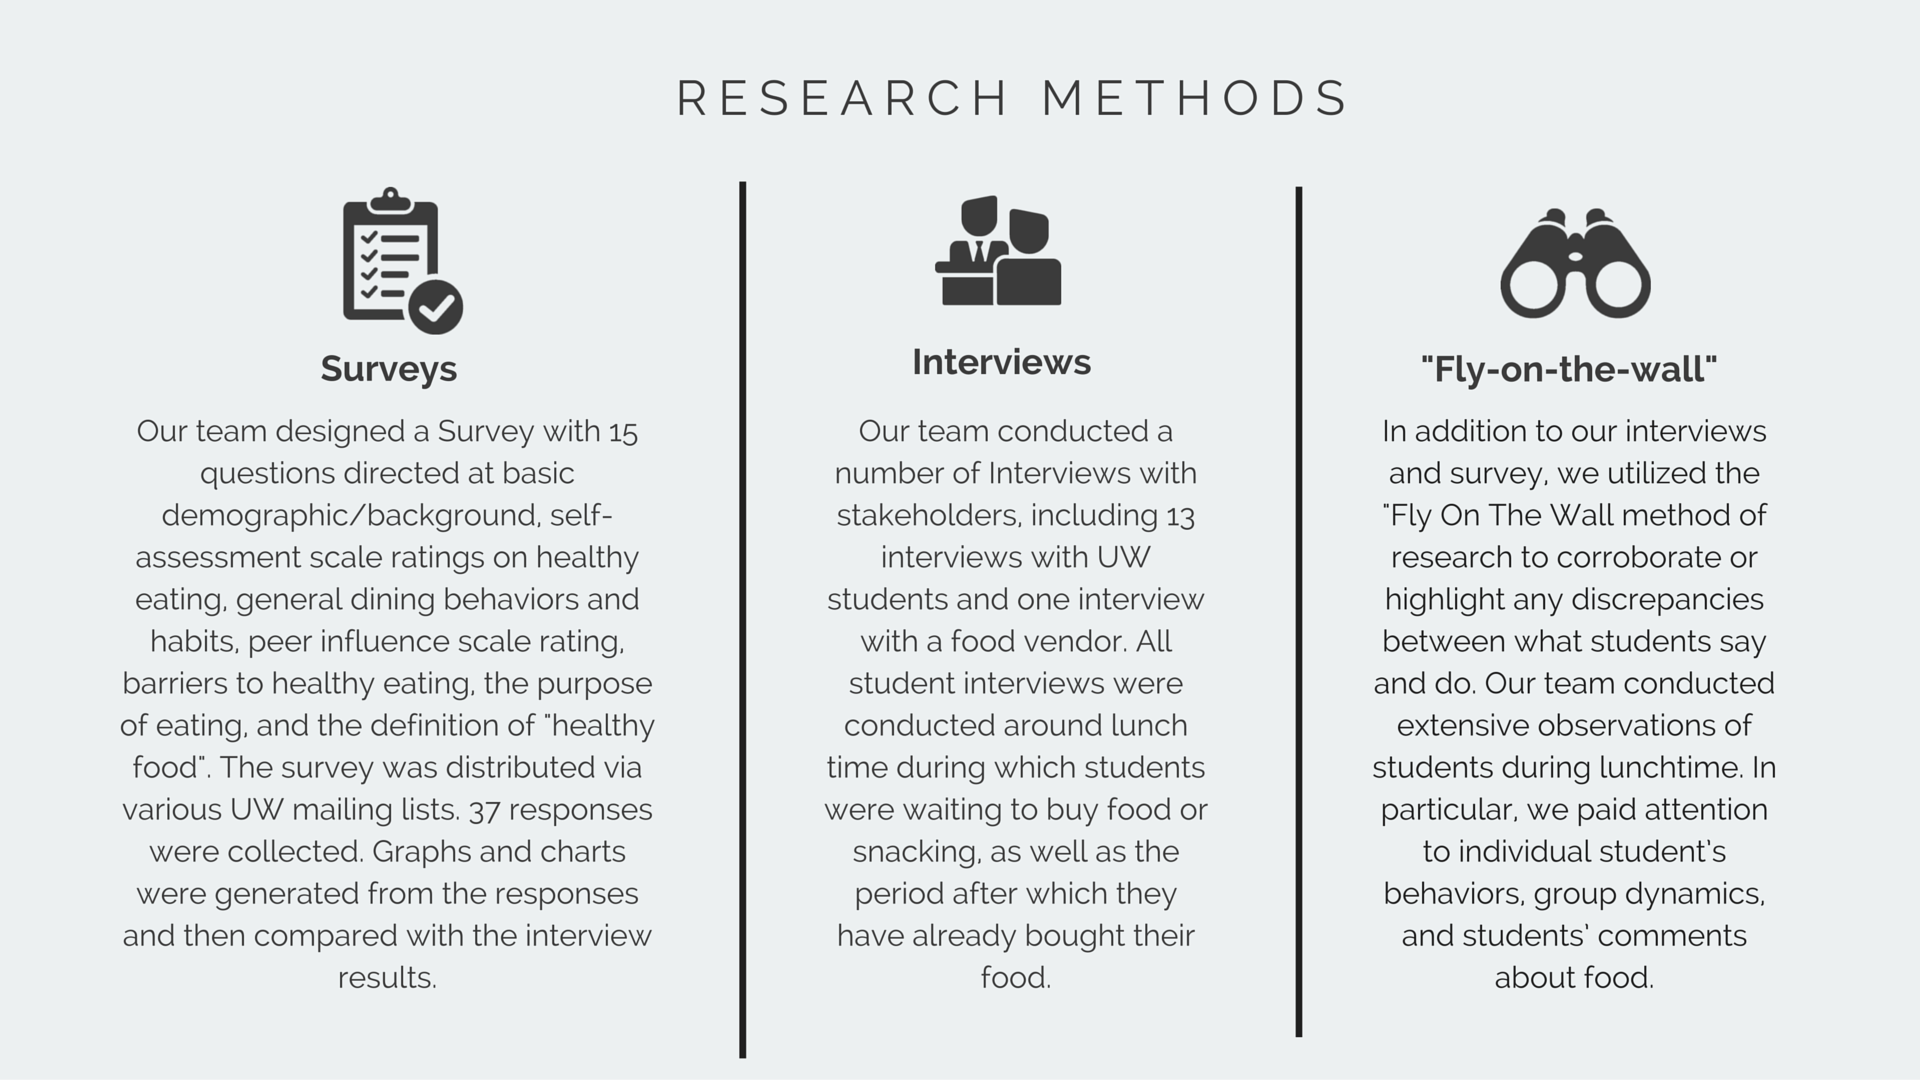 RESEARCH METHODS
Surveys
Our team designed a Survey with 15
questions directed at basic
demographic/background, self-
assessment scale ratings on healthy
eating, general dining behaviors and
habits, peer influence scale rating,
barriers to healthy eating, the purpose
of eating, and the definition of "healthy
food". The survey was distributed via
various UW mailing lists. 37 responses
were collected. Graphs and charts
were generated from the responses
and then compared with the interview
results.
Interviews
Our team conducted a
number of Interviews with
stakeholders, including 13
interviews with UW
students and one interview
with a food vendor. All
student interviews were
conducted around lunch
time during which students
were waiting to buy food or
snacking, as well as the
period after which they
have already bought their
food.
"Fly-on-the-wall"
In addition to our interviews
and survey, we utilized the
"Fly On The Wall method of
research to corroborate or
highlight any discrepancies
between what students say
and do. Our team conducted
extensive observations of
students during lunchtime. In
particular, we paid attention
to individual student’s
behaviors, group dynamics,
and students’ comments
about food.